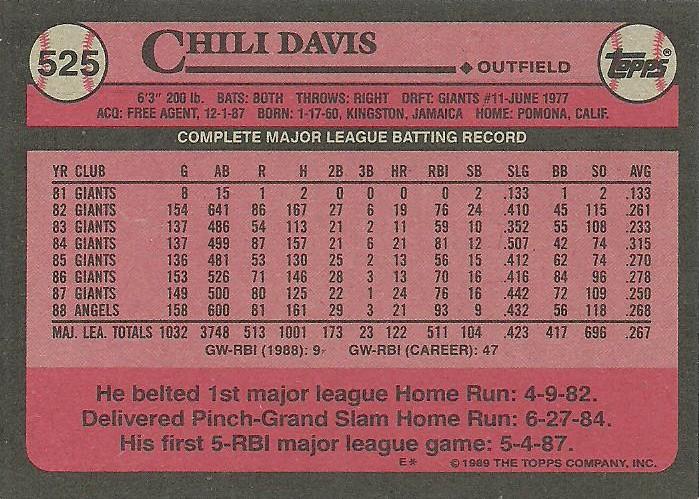 525
CHILI DAVIS
OUTFIELD
TOPPS®
6'3" 200 lb. BATS: BOTH THROWS: RIGHT DRFT: GIANTS #11-JUNE 1977
ACQ: FREE AGENT, 12-1-87 BORN: 1-17-60, KINGSTON, JAMAICA HOME: POMONA, CALIF.
COMPLETE MAJOR LEAGUE BATTING RECORD
YR CLUB G AB R H 2B 3B HR RBI SB SLG BB SO AVG
81 GIANTS 8 15 1 2 0 0 0 0 2 .133 1 2 .133
82 GIANTS 154 641 86 167 27 6 19 76 24 .410 45 115 .261
83 GIANTS 137 486 54 113 21 2 11 59 10 .352 55 108 .233
84 GIANTS 137 499 87 157 21 6 21 81 12 .507 42 74 .315
85 GIANTS 136 481 53 130 25 2 13 56 15 .412 62 74 .270
86 GIANTS 153 526 71 146 28 3 13 70 16 .416 84 96 .278
87 GIANTS 149 500 80 125 22 1 24 76 16 .442 72 109 .250
88 ANGELS 158 600 81 161 29 3 21 93 9 .432 56 118 .268
MAJ. LEA. TOTALS 1032 3748 513 1001 173 23 122 511 104 .423 417 696 .267
GW-RBI (1988): 9 GW-RBI (CAREER): 47
He belted 1st major league Home Run: 4-9-82.
Delivered Pinch-Grand Slam Home Run: 6-27-84.
His first 5-RBI major league game: 5-4-87.
E* © 1989 THE TOPPS COMPANY, INC.